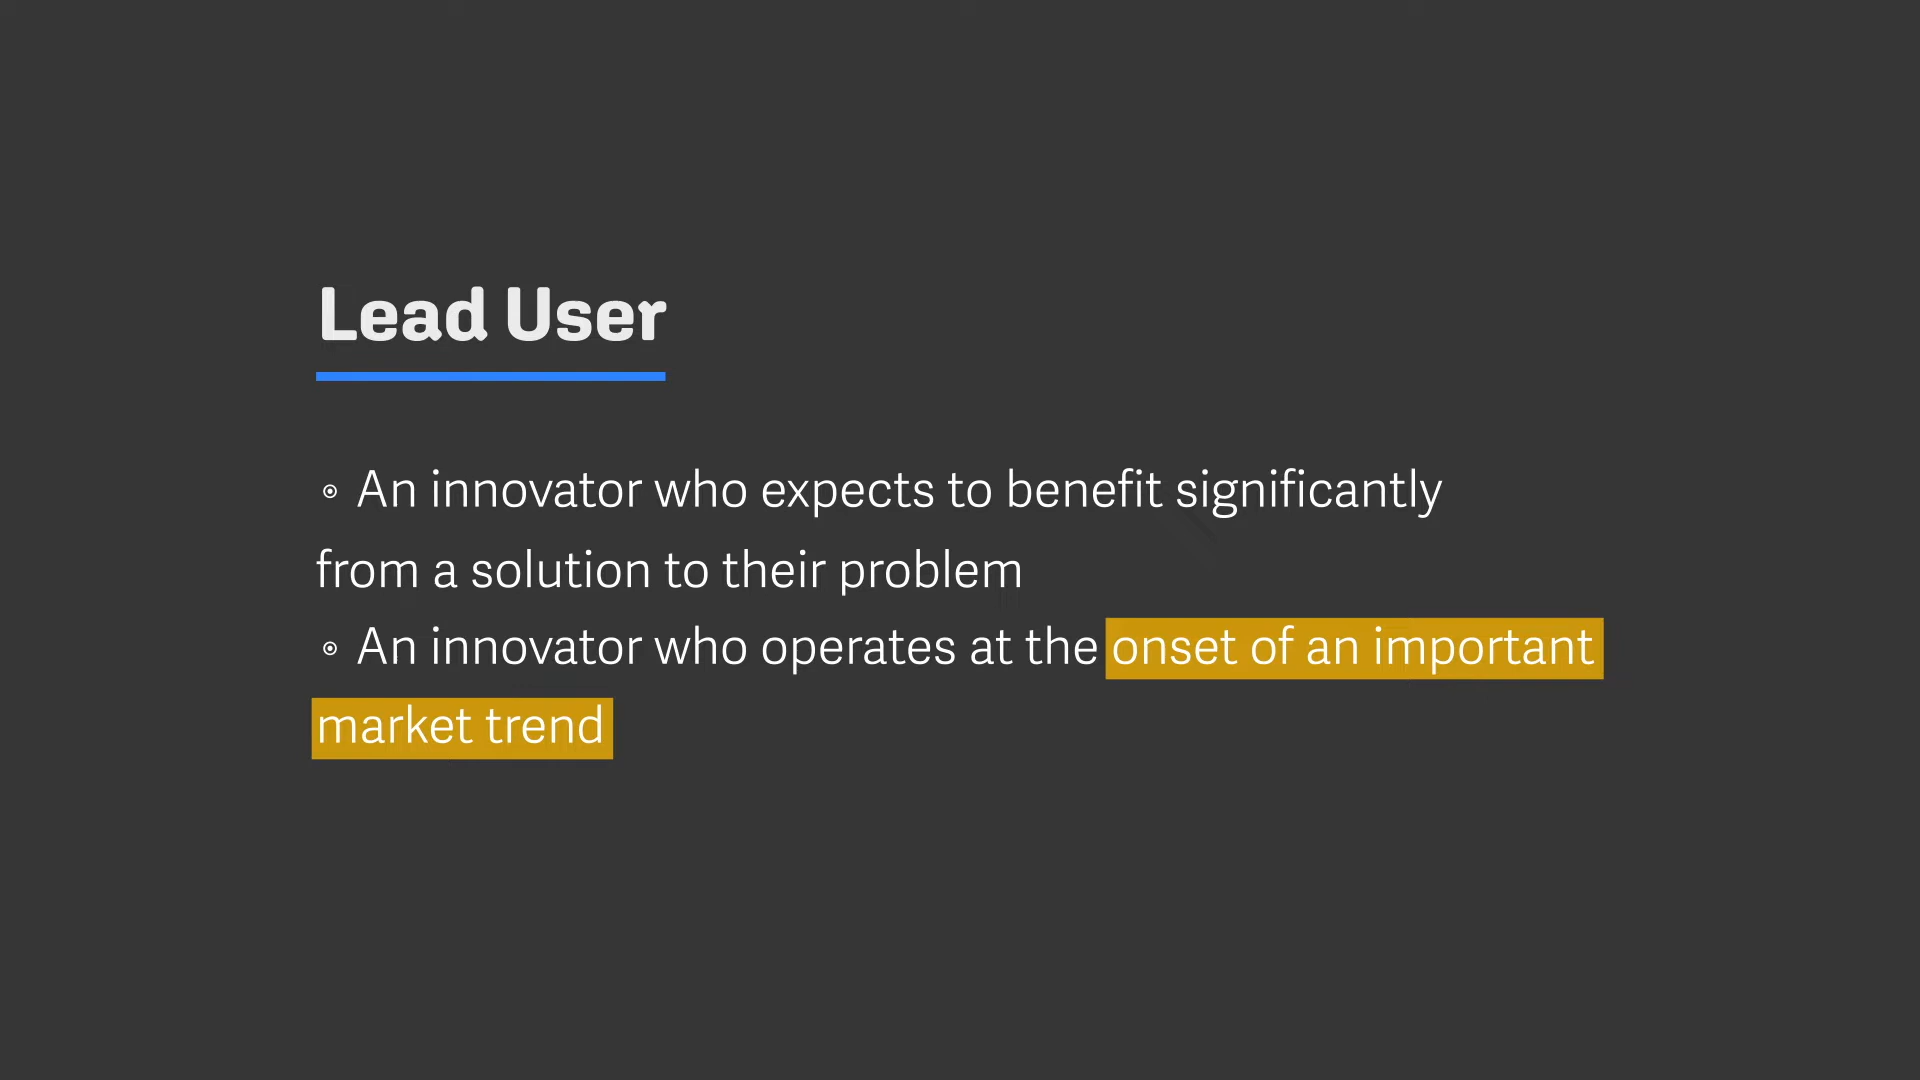 Lead User
◉ An innovator who expects to benefit significantly
from a solution to their problem
◉ An innovator who operates at the onset of an important
market trend